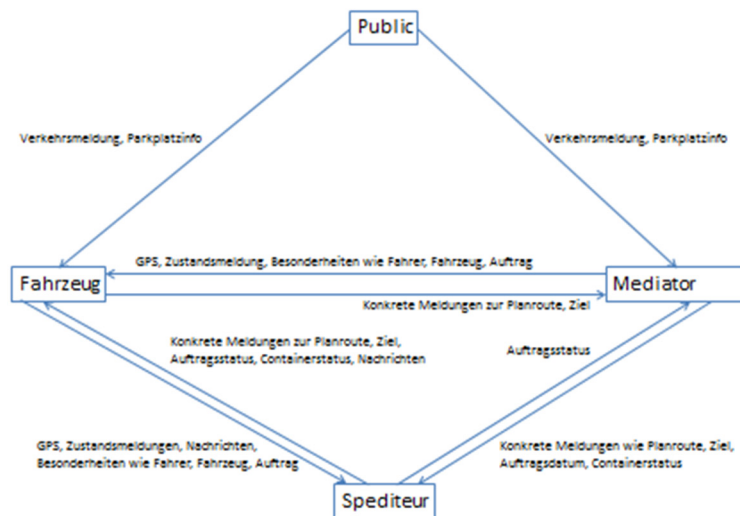 Public
Verkehrsmeldung, Parkplatzinfo
Verkehrsmeldung, Parkplatzinfo
GPS, Zustandsmeldung, Besonderheiten wie Fahrer, Fahrzeug, Auftrag
Fahrzeug
Mediator
Konkrete Meldungen zur Planroute, Ziel
Konkrete Meldungen zur Planroute, Ziel,
Auftragsstatus, Containerstatus, Nachrichten
Auftragsstatus
GPS, Zustandsmeldungen, Nachrichten,
Besonderheiten wie Fahrer, Fahrzeug, Auftrag
Konkrete Meldungen wie Planroute, Ziel,
Auftragsdatum, Containerstatus
Spediteur